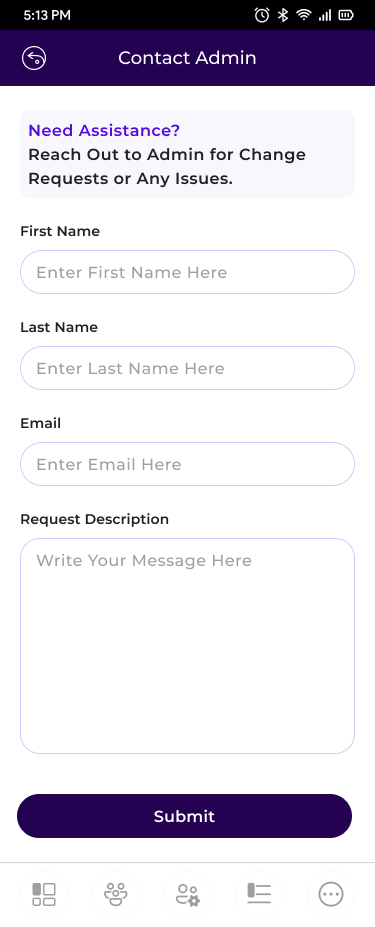 5:13 PM
Contact Admin
Need Assistance?
Reach Out to Admin for Change
Requests or Any Issues.
First Name
Enter First Name Here
Last Name
Enter Last Name Here
Email
Enter Email Here
Request Description
Write Your Message Here
Submit